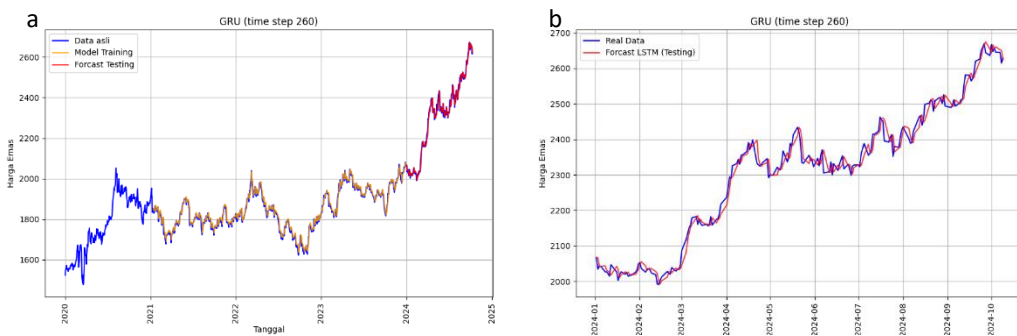 a
GRU (time step 260)
Data asli
Model Training
Forcast Testing
Harga Emas
2600
2400
2200
2000
1800
1600
2020
2021
2022
2023
2024
2025
Tanggal
b
GRU (time step 260)
Real Data
Forcast LSTM (Testing)
Harga Emas
2700
2600
2500
2400
2300
2200
2100
2000
2024-01
2024-02
2024-03
2024-04
2024-05
2024-06
2024-07
2024-08
2024-09
2024-10